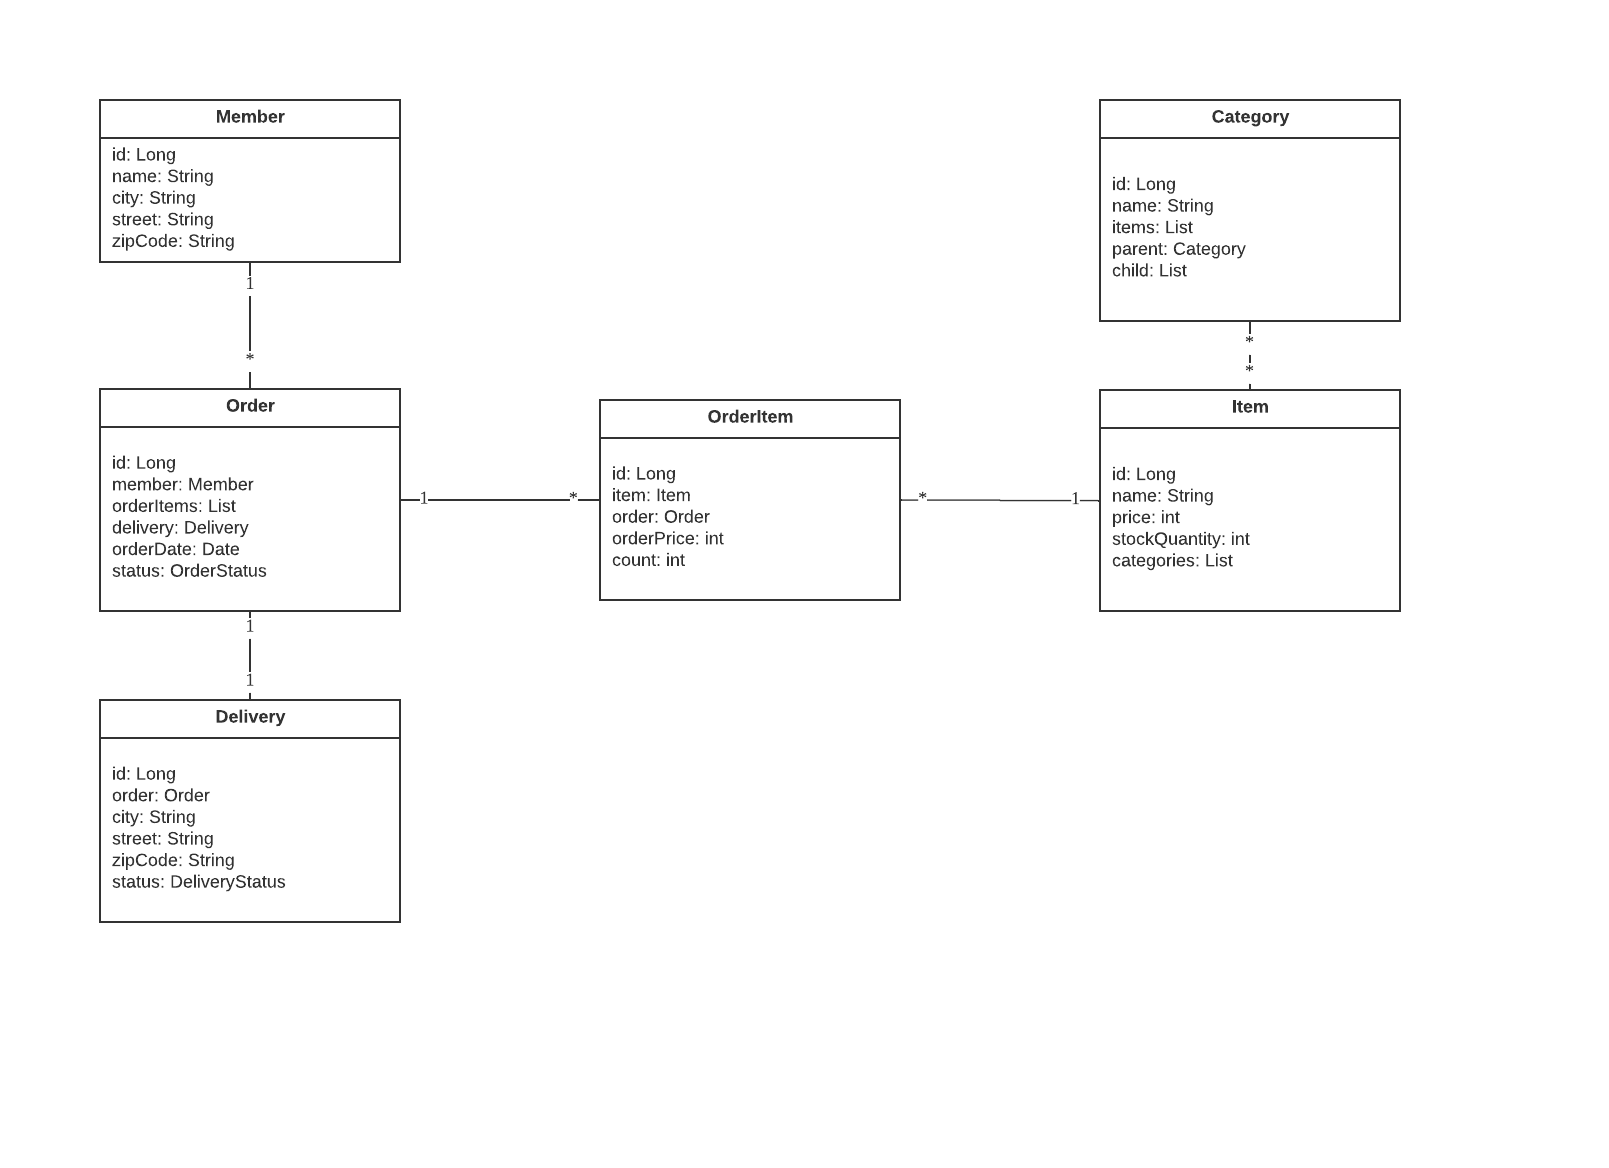 Member
id: Long
name: String
city: String
street: String
zipCode: String
1
*
Order
id: Long
member: Member
orderItems: List
delivery: Delivery
orderDate: Date
status: OrderStatus
1
1
Delivery
id: Long
order: Order
city: String
street: String
zipCode: String
status: DeliveryStatus
1
*
OrderItem
id: Long
item: Item
order: Order
orderPrice: int
count: int
*
1
Category
id: Long
name: String
items: List
parent: Category
child: List
*
*
Item
id: Long
name: String
price: int
stockQuantity: int
categories: List